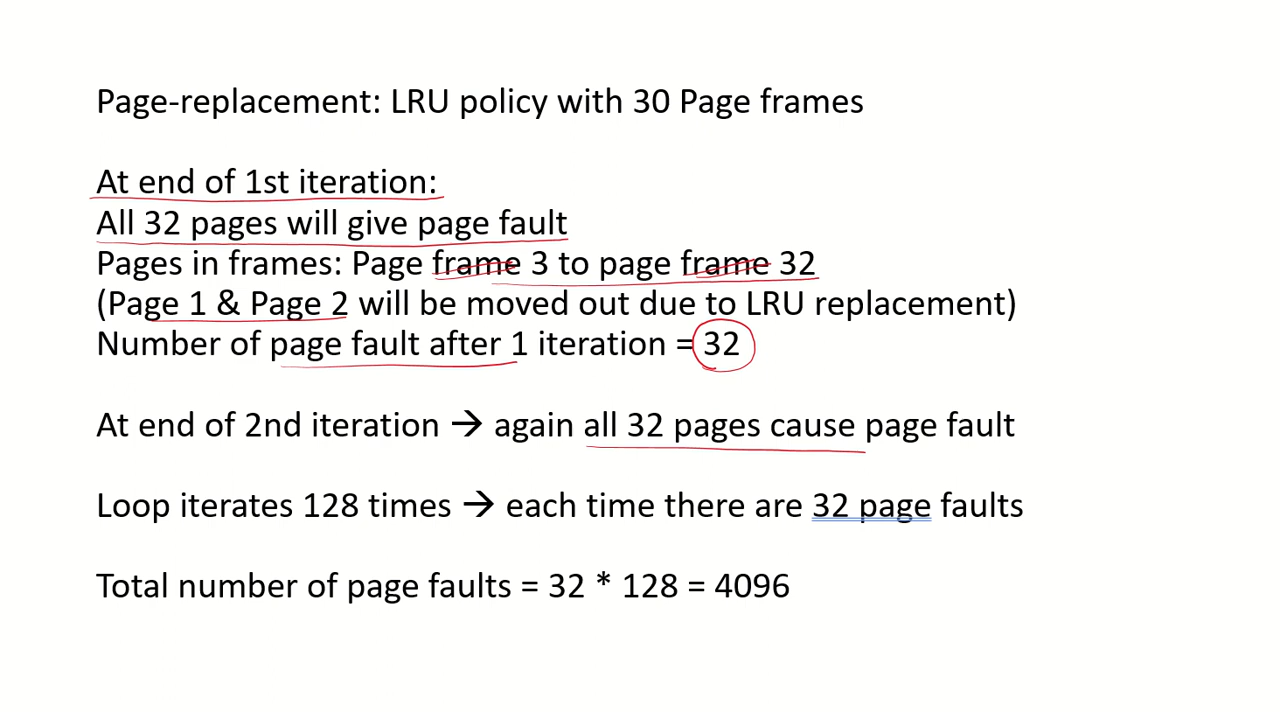 Page-replacement: LRU policy with 30 Page frames
At end of 1st iteration:
All 32 pages will give page fault
Pages in frames: Page frame 3 to page frame 32
(Page 1 & Page 2 will be moved out due to LRU replacement)
Number of page fault after 1 iteration = 32
At end of 2nd iteration → again all 32 pages cause page fault
Loop iterates 128 times → each time there are 32 page faults
Total number of page faults = 32 * 128 = 4096